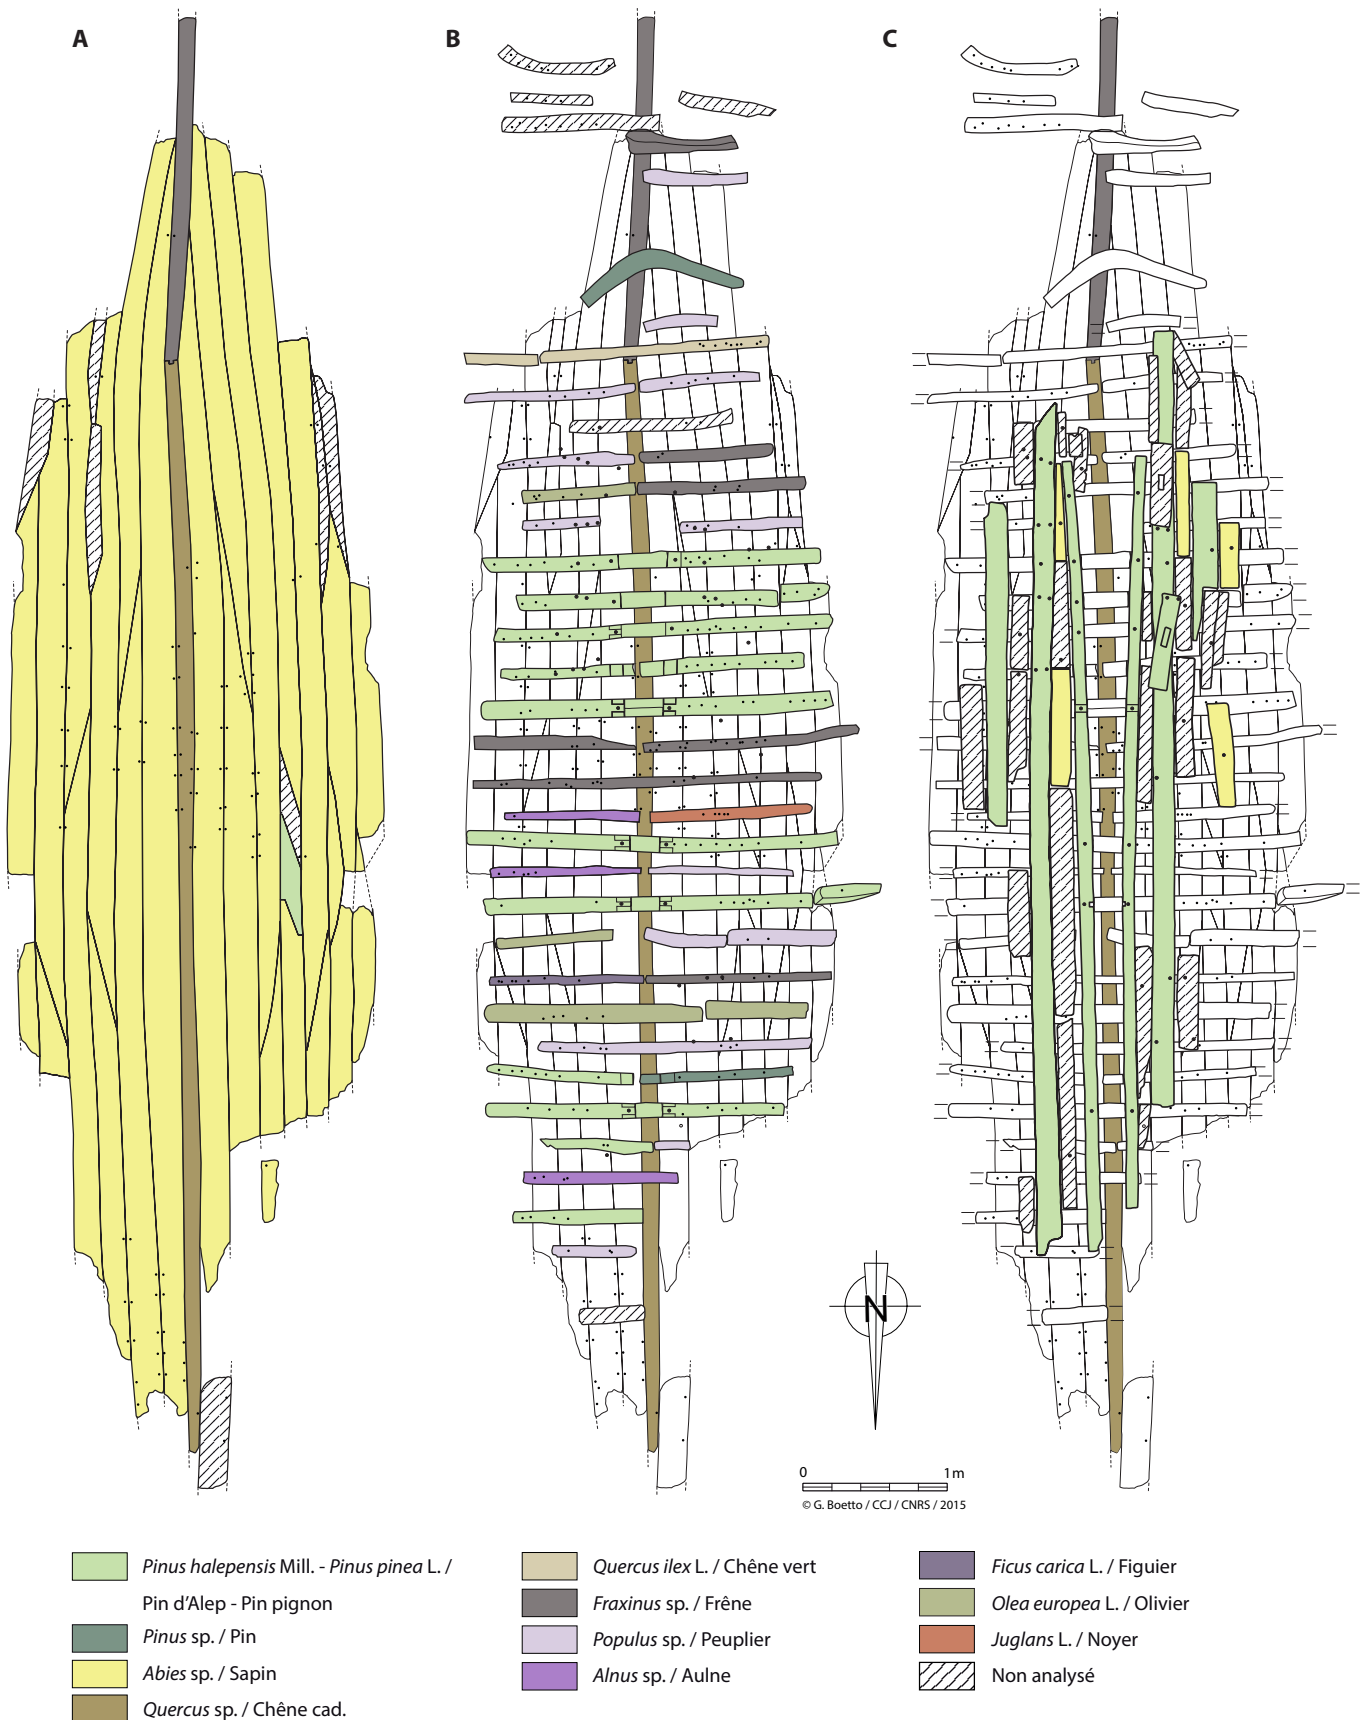 A
B
C
N
0 1 m
© G. Boetto / CCJ / CNRS / 2015
Pinus halepensis Mill. - Pinus pinea L. /
Pin d'Alep - Pin pignon
Pinus sp. / Pin
Abies sp. / Sapin
Quercus sp. / Chêne cad.
Quercus ilex L. / Chêne vert
Fraxinus sp. / Frêne
Populus sp. / Peuplier
Alnus sp. / Aulne
Ficus carica L. / Figuier
Olea europea L. / Olivier
Juglans L. / Noyer
Non analysé